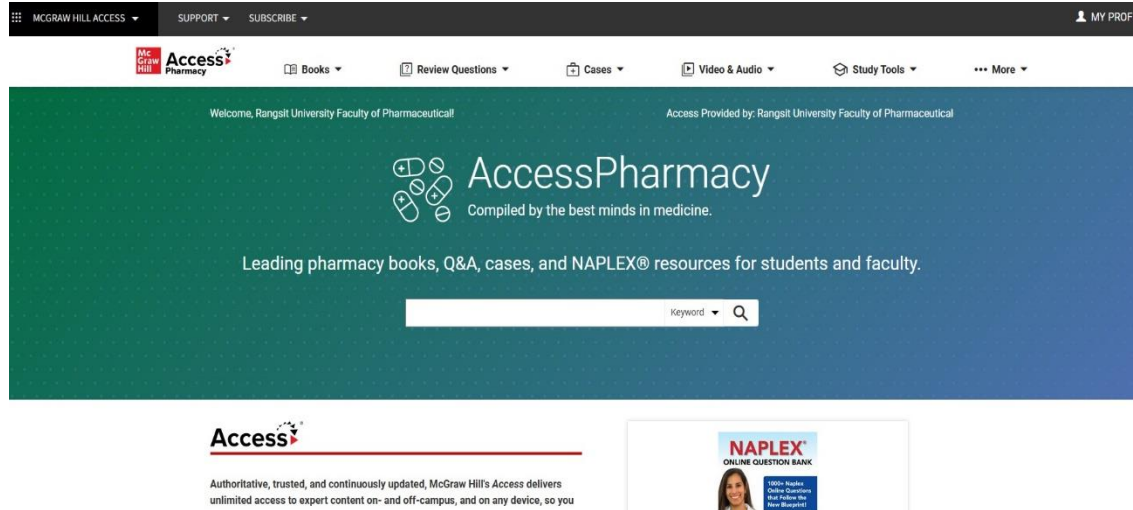 MCGRAW HILL ACCESS SUPPORT SUBSCRIBE MY PROF
Mc Graw Hill Access Pharmacy Books Review Questions Cases Video & Audio Study Tools More
Welcome, Rangsit University Faculty of Pharmaceutical! Access Provided by: Rangsit University Faculty of Pharmaceutical
AccessPharmacy
Compiled by the best minds in medicine.
Leading pharmacy books, Q&A, cases, and NAPLEX® resources for students and faculty.
Keyword
Access
NAPLEX®
ONLINE QUESTION BANK
1000+ Naplex
Online Questions
that Follow the
New Blueprint!
Authoritative, trusted, and continuously updated, McGraw Hill's Access delivers
unlimited access to expert content on- and off-campus, and on any device, so you